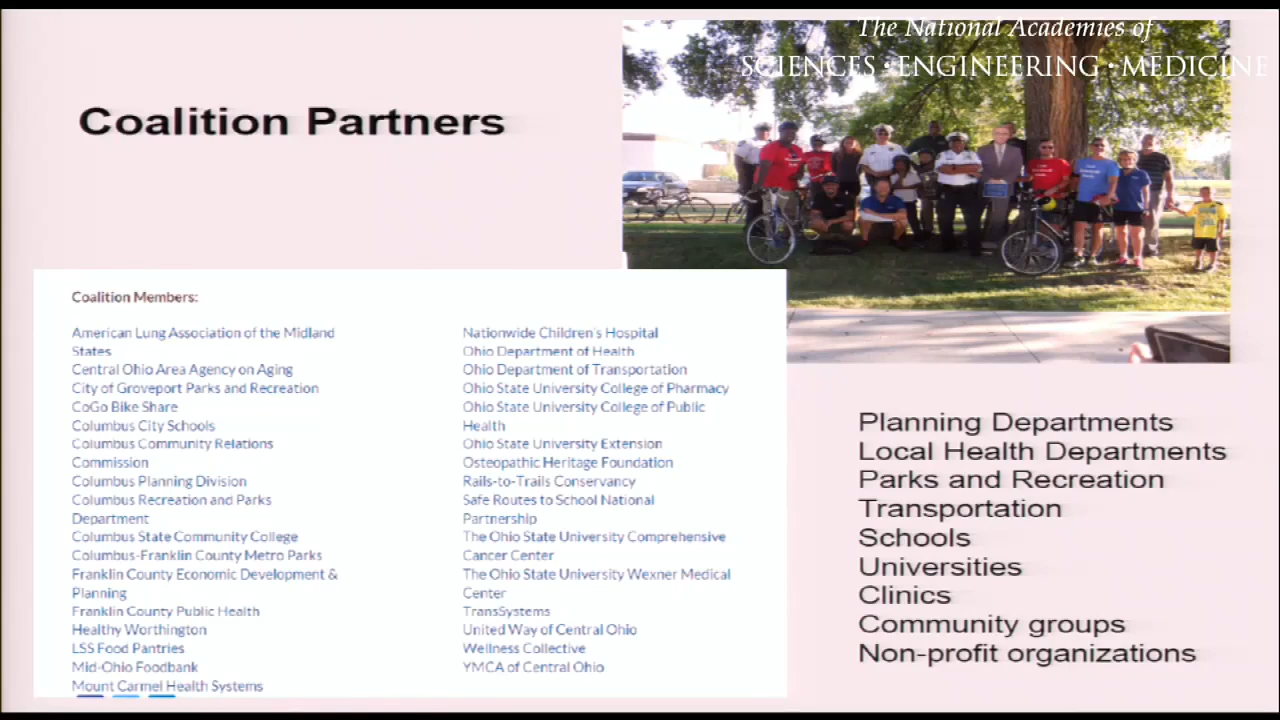 The National Academies of
SCIENCES • ENGINEERING • MEDICINE
Coalition Partners
Coalition Members:
American Lung Association of the Midland
States
Central Ohio Area Agency on Aging
City of Groveport Parks and Recreation
CoGo Bike Share
Columbus City Schools
Columbus Community Relations
Commission
Columbus Planning Division
Columbus Recreation and Parks
Department
Columbus State Community College
Columbus-Franklin County Metro Parks
Franklin County Economic Development &
Planning
Franklin County Public Health
Healthy Worthington
LSS Food Pantries
Mid-Ohio Foodbank
Mount Carmel Health Systems
Nationwide Children's Hospital
Ohio Department of Health
Ohio Department of Transportation
Ohio State University College of Pharmacy
Ohio State University College of Public
Health
Ohio State University Extension
Osteopathic Heritage Foundation
Rails-to-Trails Conservancy
Safe Routes to School National
Partnership
The Ohio State University Comprehensive
Cancer Center
The Ohio State University Wexner Medical
Center
TransSystems
United Way of Central Ohio
Wellness Collective
YMCA of Central Ohio
Planning Departments
Local Health Departments
Parks and Recreation
Transportation
Schools
Universities
Clinics
Community groups
Non-profit organizations